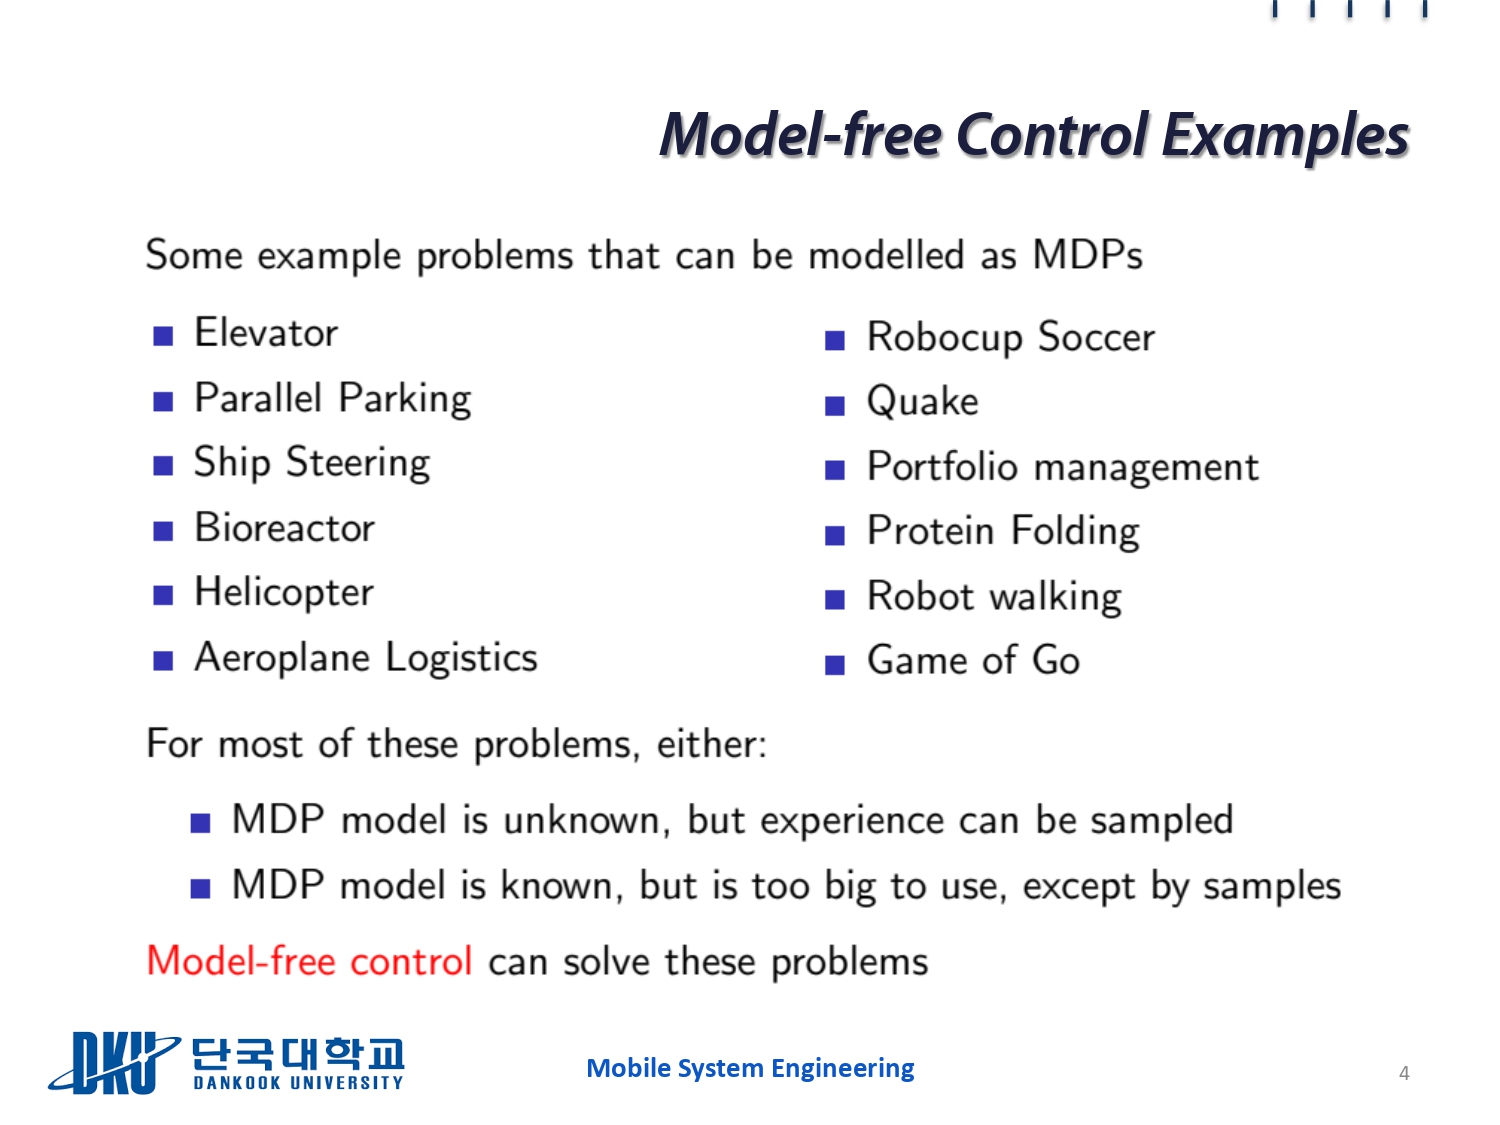 Model-free Control Examples
Some example problems that can be modelled as MDPs
Elevator
Parallel Parking
Ship Steering
Bioreactor
Helicopter
Aeroplane Logistics
Robocup Soccer
Quake
Portfolio management
Protein Folding
Robot walking
Game of Go
For most of these problems, either:
MDP model is unknown, but experience can be sampled
MDP model is known, but is too big to use, except by samples
Model-free control can solve these problems
DKU 단국대학교
DANKOOK UNIVERSITY
Mobile System Engineering
4